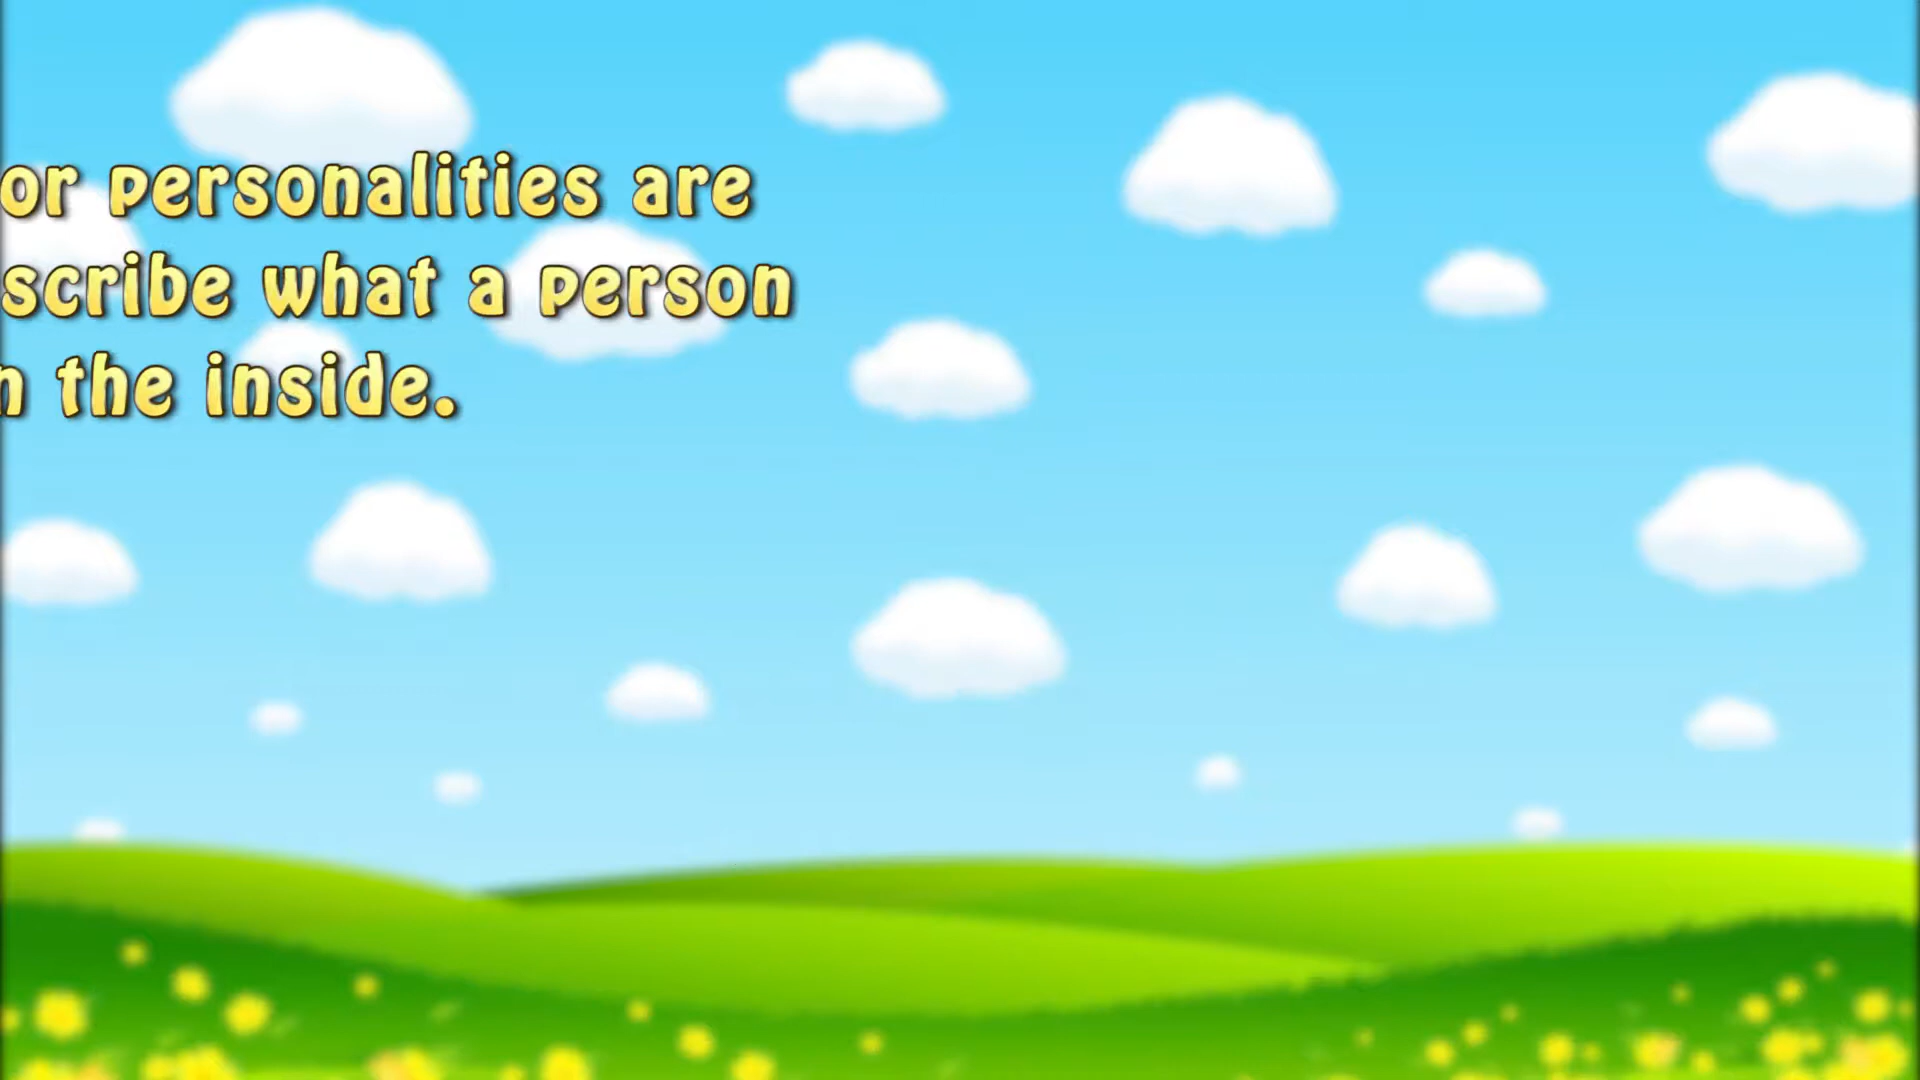 or personalities are
scribe what a person
n the inside.